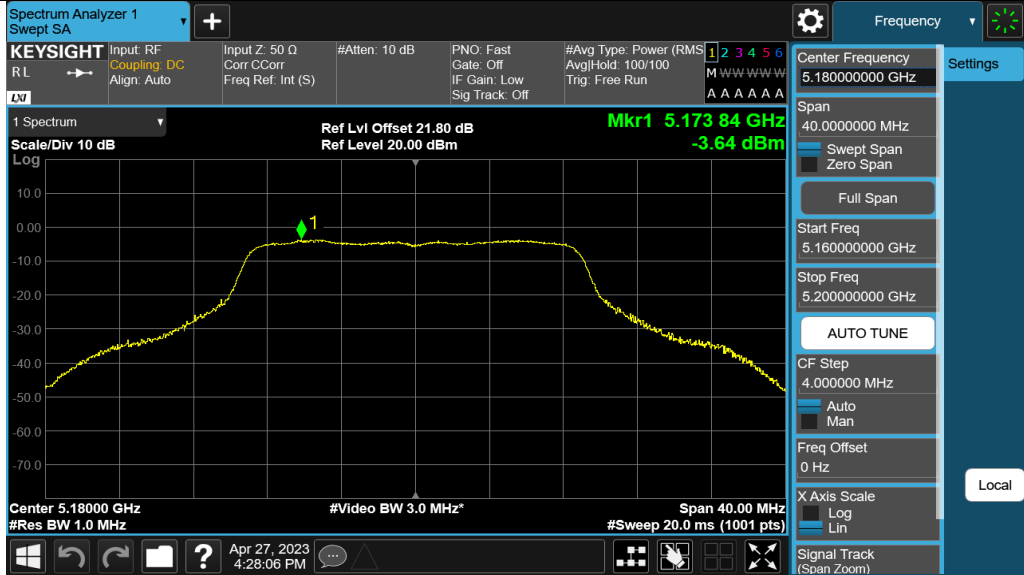 Spectrum Analyzer 1
Swept SA
Frequency
KEYSIGHT
R L
LXI
Input: RF
Coupling: DC
Align: Auto
Input Z: 50 Ω
Corr CCorr
Freq Ref: Int (S)
#Atten: 10 dB
PNO: Fast
Gate: Off
IF Gain: Low
Sig Track: Off
#Avg Type: Power (RMS
Avg|Hold: 100/100
Trig: Free Run
1 2 3 4 5 6
M W W W W W
A A A A A A
1 Spectrum
Scale/Div 10 dB
Log
Ref Lvl Offset 21.80 dB
Ref Level 20.00 dBm
Mkr1 5.173 84 GHz
-3.64 dBm
1
10.0
0.00
-10.0
-20.0
-30.0
-40.0
-50.0
-60.0
-70.0
Center 5.18000 GHz
#Res BW 1.0 MHz
#Video BW 3.0 MHz*
Span 40.00 MHz
#Sweep 20.0 ms (1001 pts)
Apr 27, 2023
4:28:06 PM
Center Frequency
5.180000000 GHz
Span
40.0000000 MHz
Swept Span
Zero Span
Full Span
Start Freq
5.160000000 GHz
Stop Freq
5.200000000 GHz
AUTO TUNE
CF Step
4.000000 MHz
Auto
Man
Freq Offset
0 Hz
X Axis Scale
Log
Lin
Signal Track
(Span Zoom)
Settings
Local